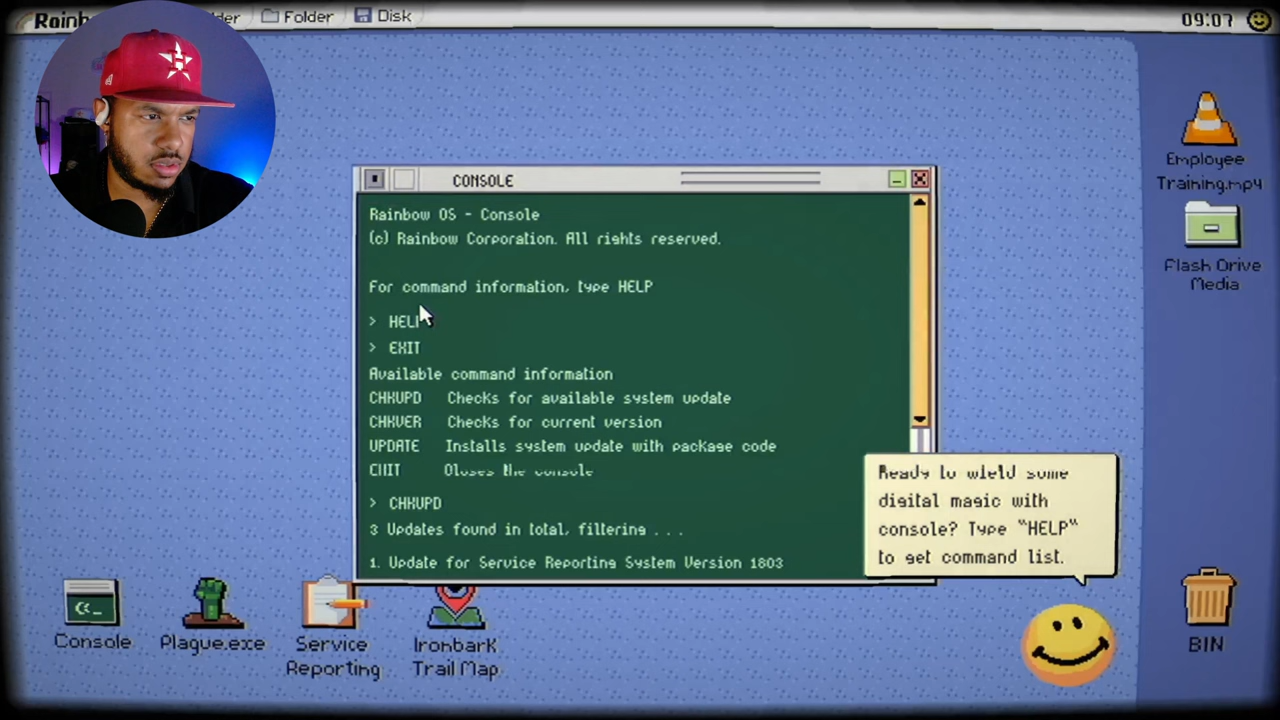 Folder
Disk
09:07
CONSOLE
Rainbow OS - Console
(c) Rainbow Corporation. All rights reserved.
For command information, type HELP
> HELP
> EXIT
Available command information
CHKUPD Checks for available system update
CHKVER Checks for current version
UPDATE Installs system update with package code
> CHKUPD
3 Updates found in total, filtering . . .
1. Update for Service Reporting System Version 1803
Ready to wield some
digital magic with
console? Type "HELP"
to get command list.
Employee
Training.mp4
Flash Drive
Media
Console
Plague.exe
Service
Reporting
Ironbark
Trail Map
BIN